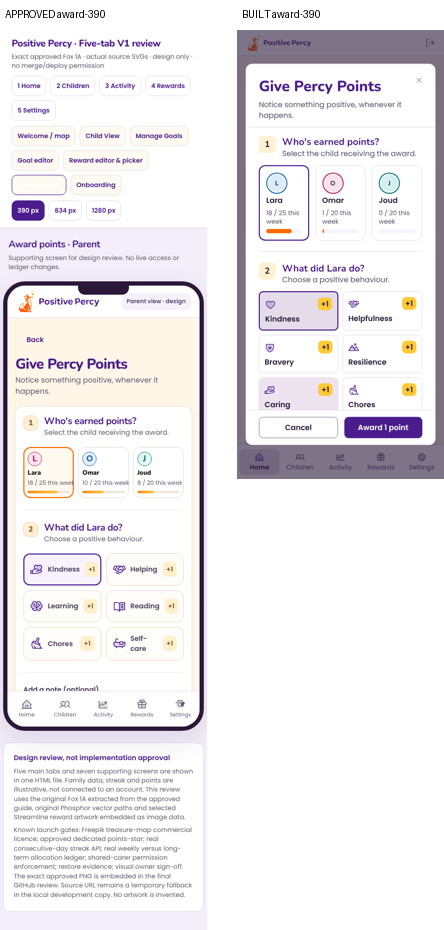 APPROVED award-390
Positive Percy · Five-tab V1 review
Exact approved Fox 1A · actual source SVGs · design only ·
no merge/deploy permission
1 Home
2 Children
3 Activity
4 Rewards
5 Settings
Welcome / map
Child View
Manage Goals
Goal editor
Reward editor & picker
Onboarding
390 px
834 px
1280 px
Award points · Parent
Supporting screen for design review. No live access or
ledger changes.
Positive Percy
Parent view · design
Back
Give Percy Points
Notice something positive, whenever it
happens.
1
Who's earned points?
Select the child receiving the award.
L
Lara
18 / 25 this week
O
Omar
10 / 20 this week
J
Joud
8 / 20 this week
2
What did Lara do?
Choose a positive behaviour.
Kindness
+1
Helping
+1
Learning
+1
Reading
+1
Chores
+1
Self-
care
+1
Add a note (optional)
Home
Children
Activity
Rewards
Settings
Design review, not implementation approval
Five main tabs and seven supporting screens are shown
in one HTML file. Family data, streak and points are
illustrative, not connected to an account. This review
uses the original Fox 1A extracted from the approved
guide, original Phosphor vector paths and selected
Streamline reward artwork embedded as image data.
Known launch gates: Freepik treasure-map commercial
licence; approved dedicated points-star; real
consecutive-day streak API; real weekly versus long-
term allocation ledger; shared-carer permission
enforcement; restore evidence; visual owner sign-off.
The exact approved PNG is embedded in the final
GitHub review. Source URL remains a temporary fallback
in the local development copy. No artwork is invented.
BUILT award-390
Positive Percy
Give Percy Points
×
Notice something positive, whenever it
happens.
1
Who's earned points?
Select the child receiving the award.
L
Lara
18 / 25 this
week
O
Omar
1 / 20 this
week
J
Joud
0 / 20 this
week
2
What did Lara do?
Choose a positive behaviour.
+1
Kindness
+1
Helpfulness
+1
Bravery
+1
Resilience
+1
Caring
+1
Chores
Cancel
Award 1 point
Home
Children
Activity
Rewards
Settings